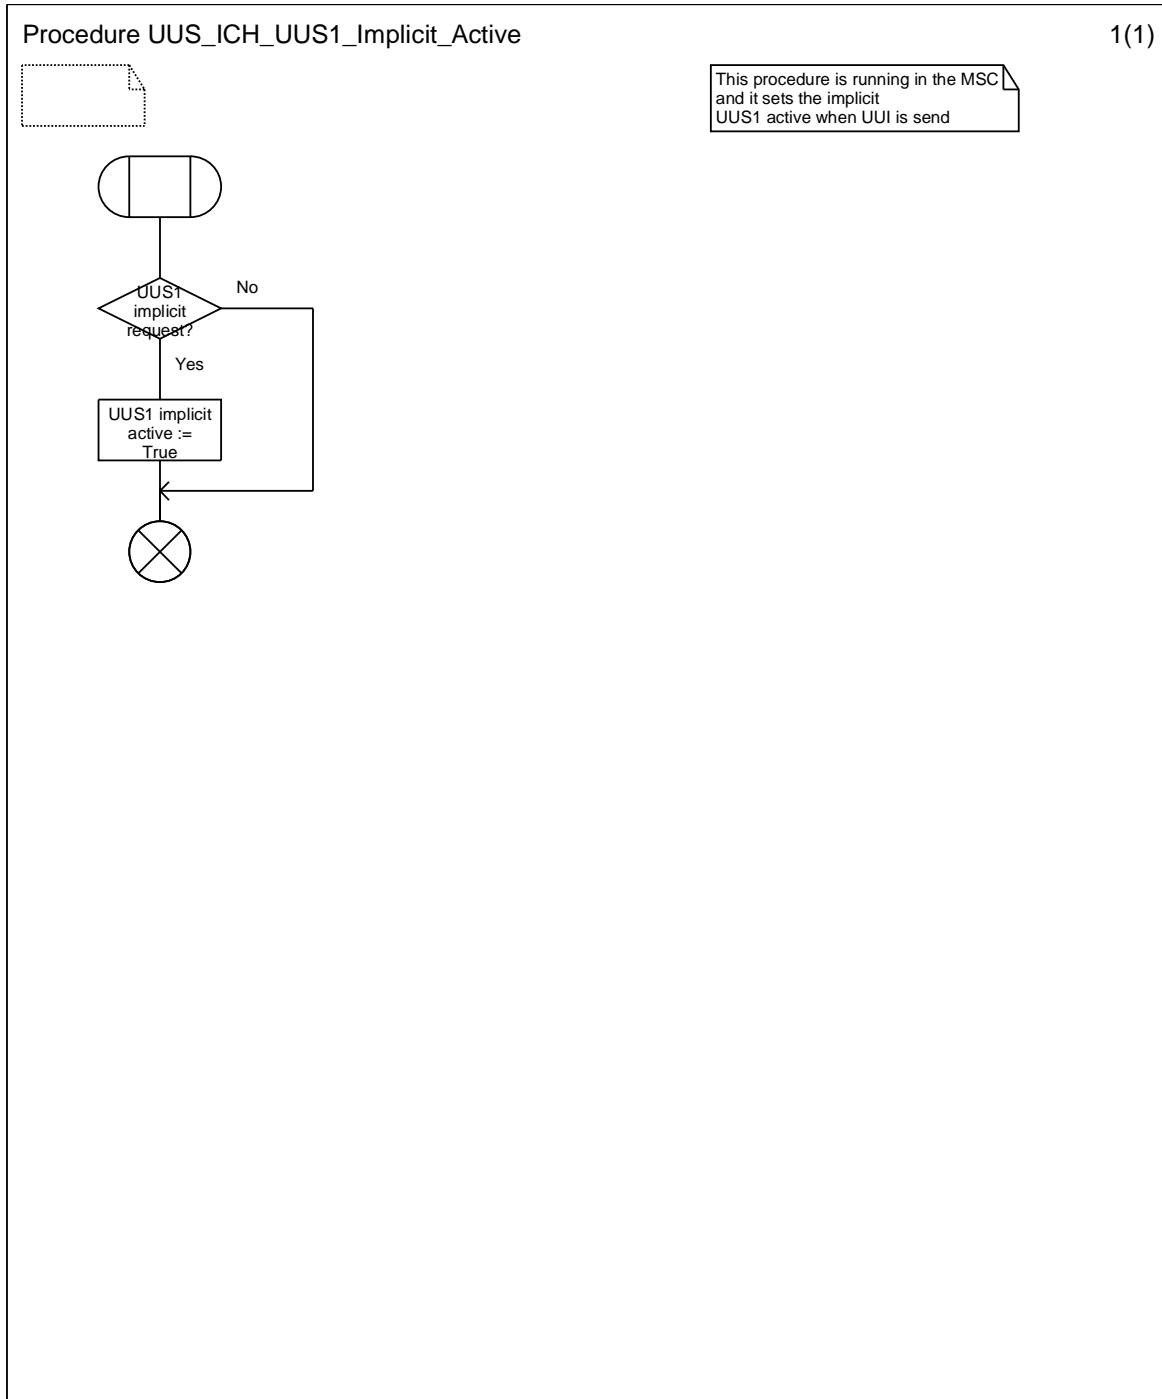 Procedure UUS_ICH_UUS1_Implicit_Active
1(1)
This procedure is running in the MSC
and it sets the implicit
UUS1 active when UUI is send
UUS1
implicit
request?
No
Yes
UUS1 implicit
active :=
True